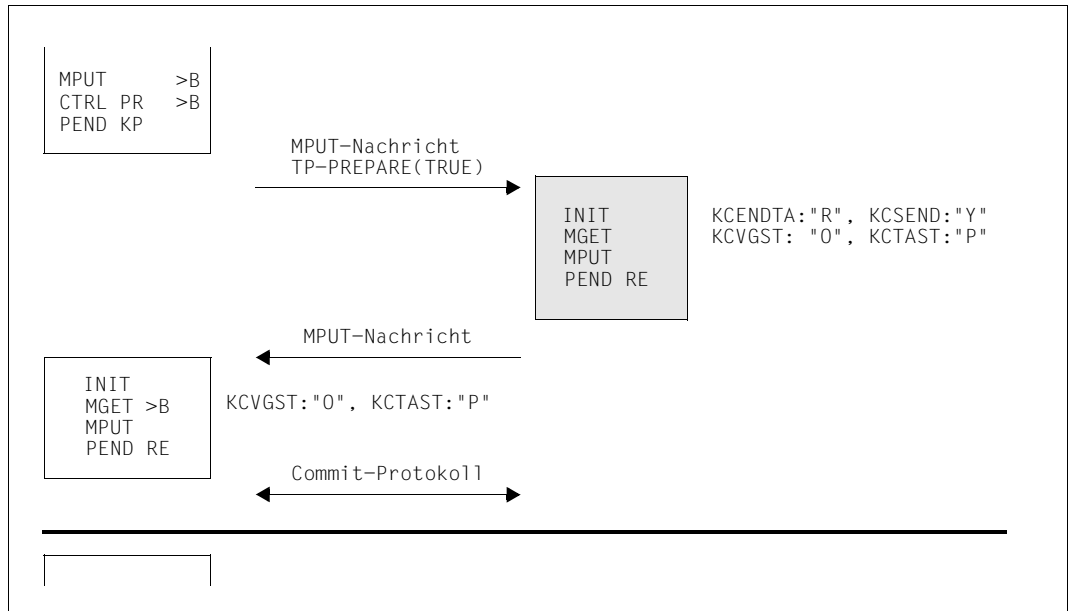 MPUT >B
CTRL PR >B
PEND KP
MPUT-Nachricht
TP-PREPARE(TRUE)
INIT
MGET
MPUT
PEND RE
KCENDTA:"R", KCSEND:"Y"
KCVGST: "O", KCTAST:"P"
MPUT-Nachricht
INIT
MGET >B
MPUT
PEND RE
KCVGST:"O", KCTAST:"P"
Commit-Protokoll